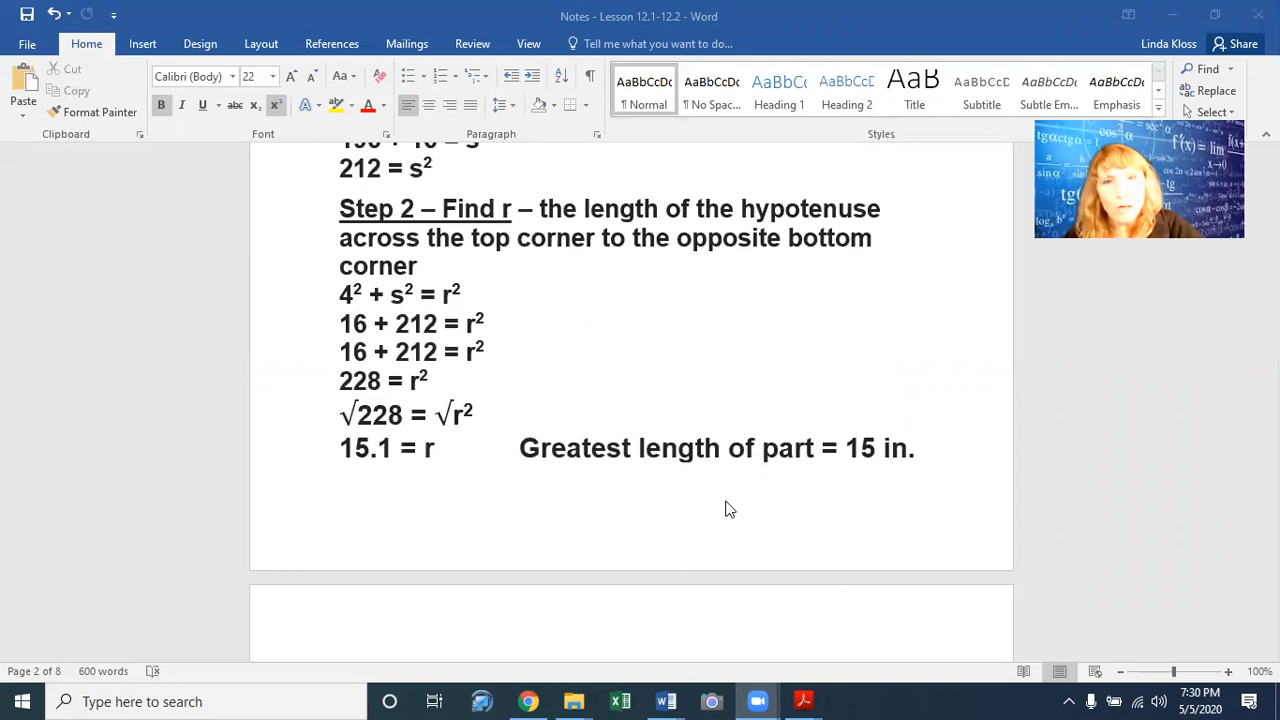 Notes - Lesson 12.1-12.2 - Word
File Home Insert Design Layout References Mailings Review View Tell me what you want to do... Linda Kloss Share
Paste Cut Copy Format Painter
Calibri (Body) 22 Aa
B I U abc x₂ x² A A
¶
AaBbCcDc AaBbCcDc AaBbCc AaBbCcC AaB AaBbCcD AaBbCcDc AaBbCcDc
¶ Normal ¶ No Spac... Heading Heading Title Subtitle Subtle Em... Emphasis
Find
Replace
Select
Clipboard Font Paragraph Styles
212 = s²
Step 2 – Find r – the length of the hypotenuse
across the top corner to the opposite bottom
corner
4² + s² = r²
16 + 212 = r²
16 + 212 = r²
228 = r²
√228 = √r²
15.1 = r Greatest length of part = 15 in.
Page 2 of 8 600 words 100%
Type here to search
7:30 PM
5/5/2020